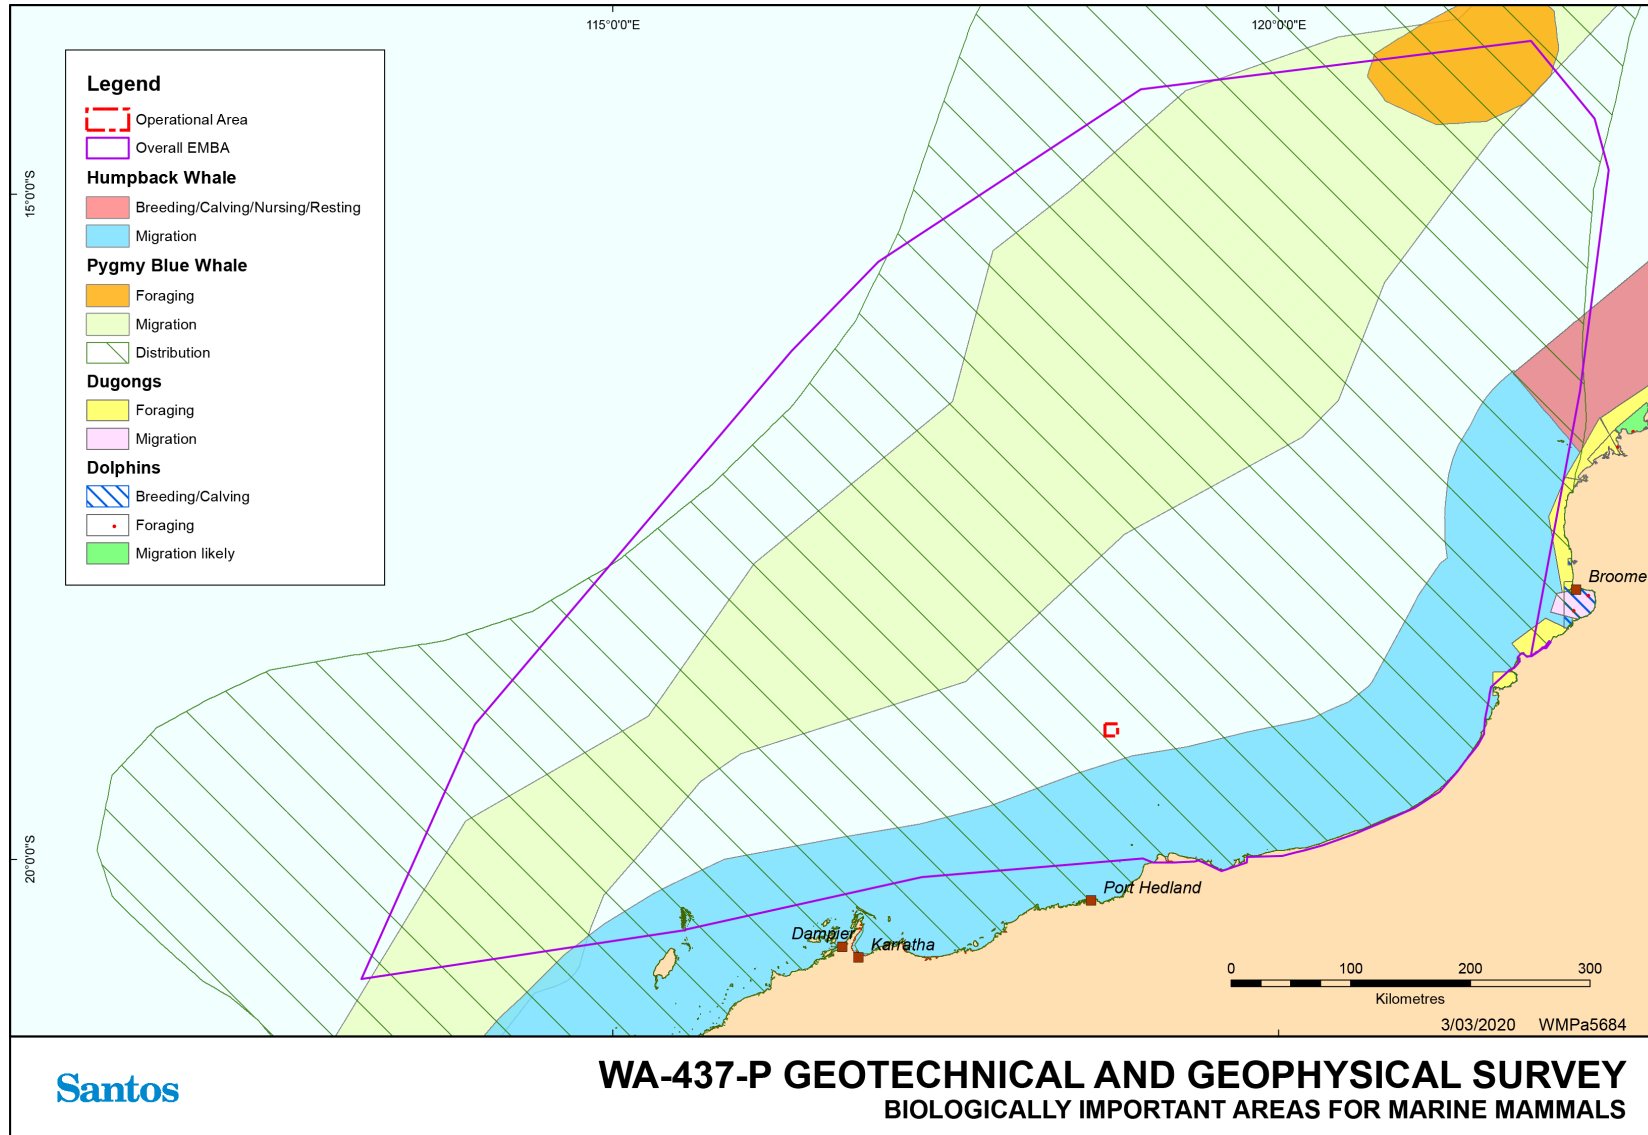 115°0'0"E
120°0'0"E
15°0'0"S
20°0'0"S
Legend
Operational Area
Overall EMBA
Humpback Whale
Breeding/Calving/Nursing/Resting
Migration
Pygmy Blue Whale
Foraging
Migration
Distribution
Dugongs
Foraging
Migration
Dolphins
Breeding/Calving
Foraging
Migration likely
Broome
Port Hedland
Dampier
Karratha
0 100 200 300
Kilometres
3/03/2020 WMPa5684
Santos
WA-437-P GEOTECHNICAL AND GEOPHYSICAL SURVEY
BIOLOGICALLY IMPORTANT AREAS FOR MARINE MAMMALS